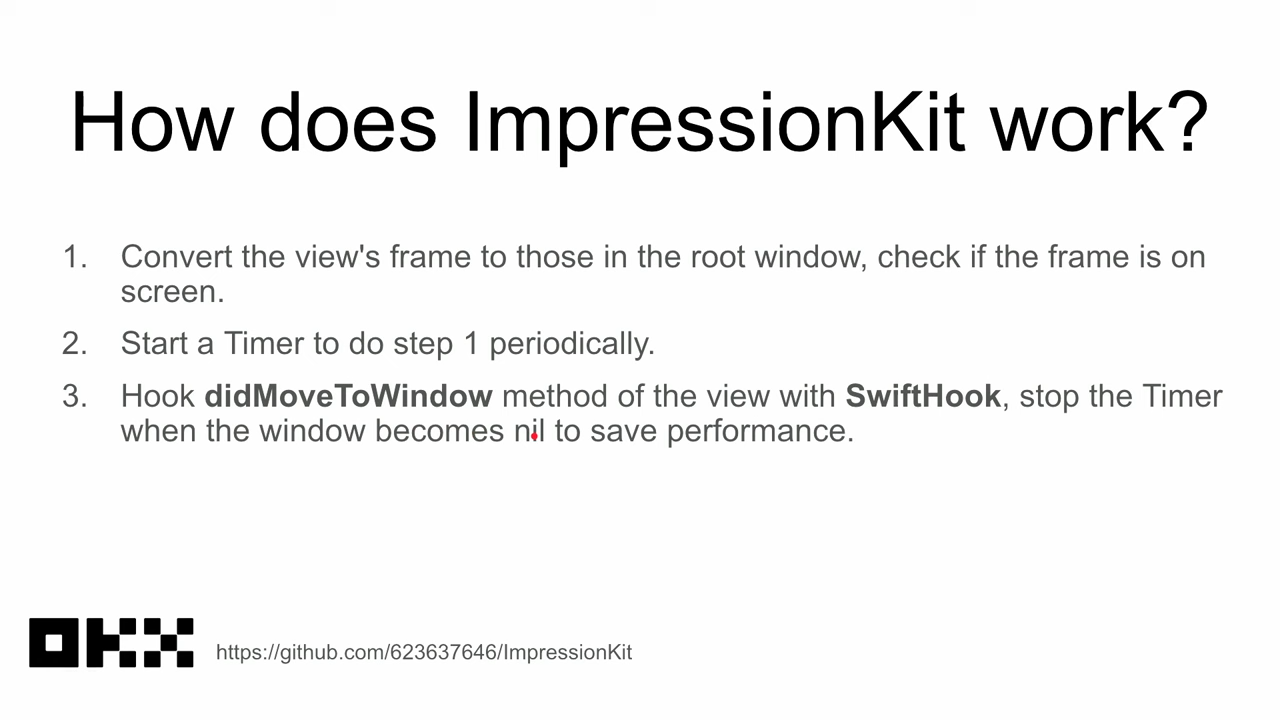 How does ImpressionKit work?
1. Convert the view's frame to those in the root window, check if the frame is on
screen.
2. Start a Timer to do step 1 periodically.
3. Hook didMoveToWindow method of the view with SwiftHook, stop the Timer
when the window becomes nil to save performance.
OKX https://github.com/623637646/ImpressionKit